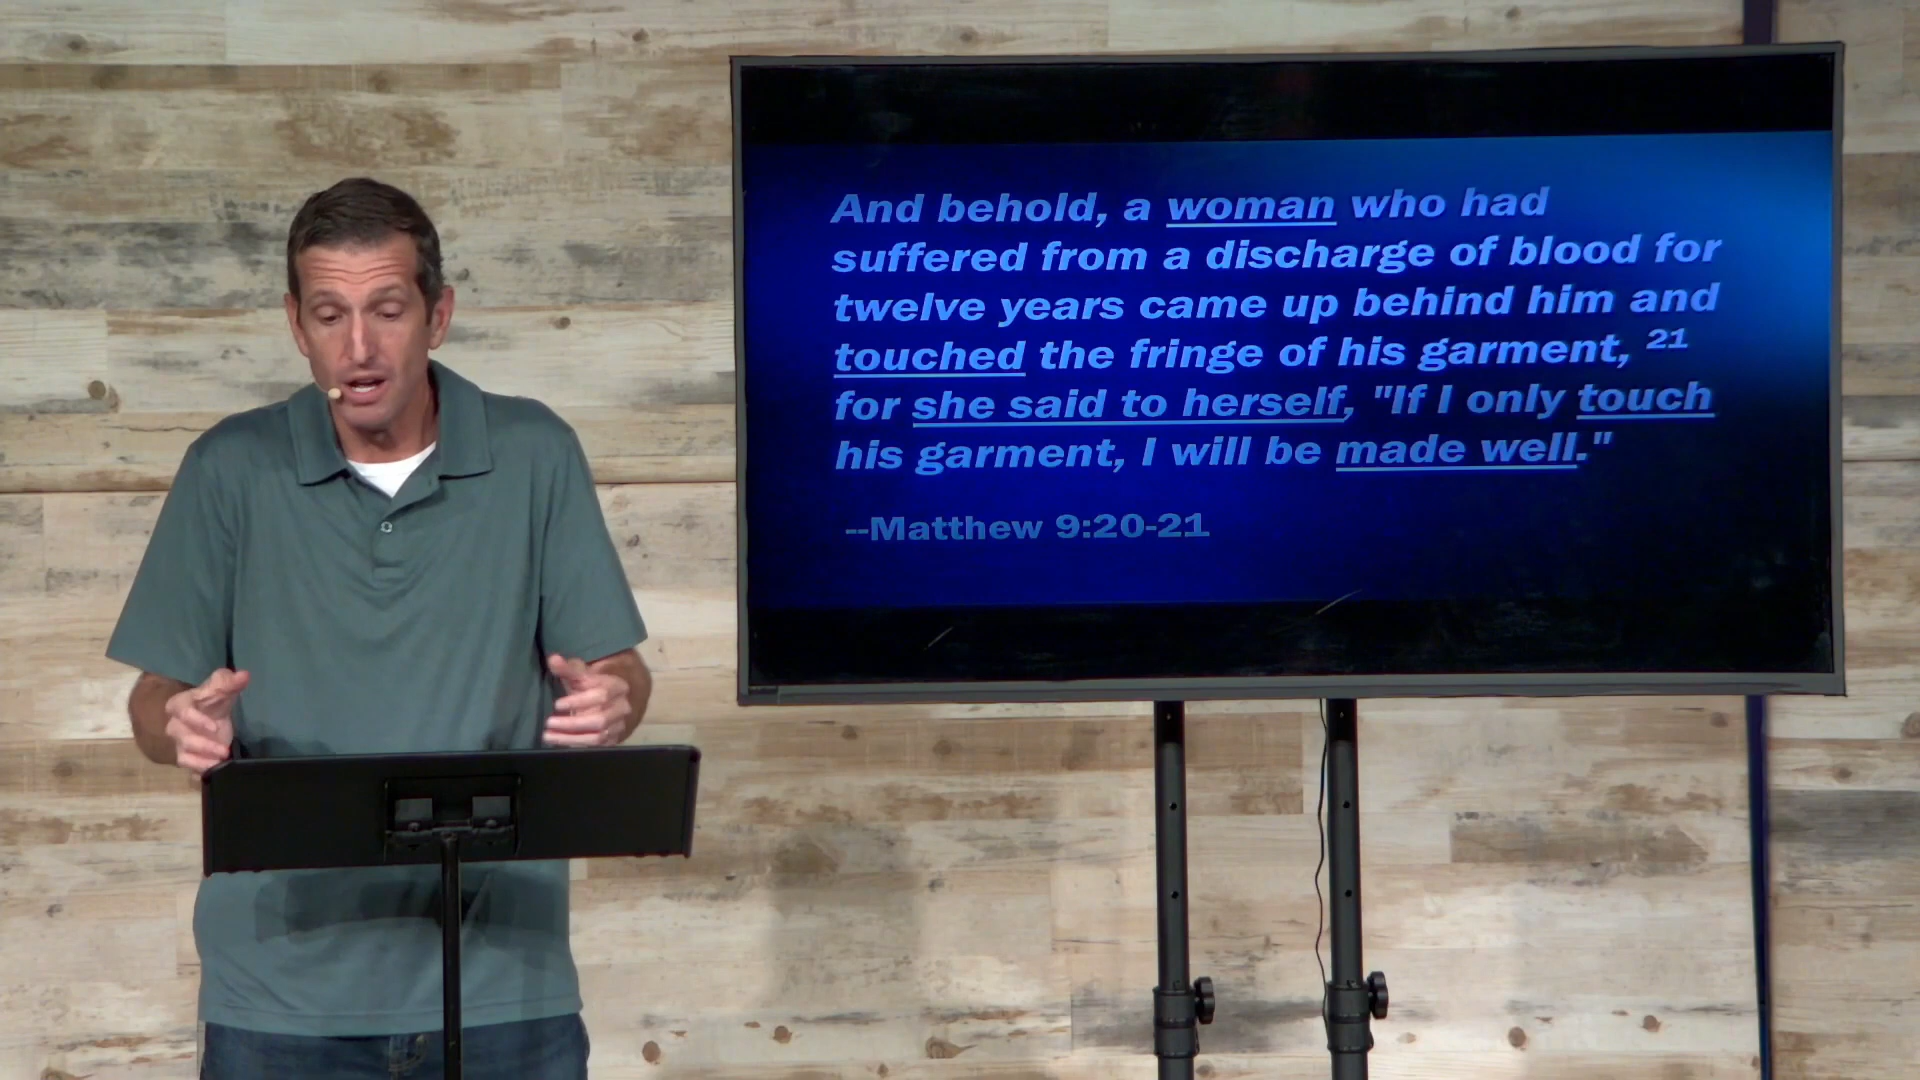 And behold, a woman who had
suffered from a discharge of blood for
twelve years came up behind him and
touched the fringe of his garment, 21
for she said to herself, "If I only touch
his garment, I will be made well."
--Matthew 9:20-21